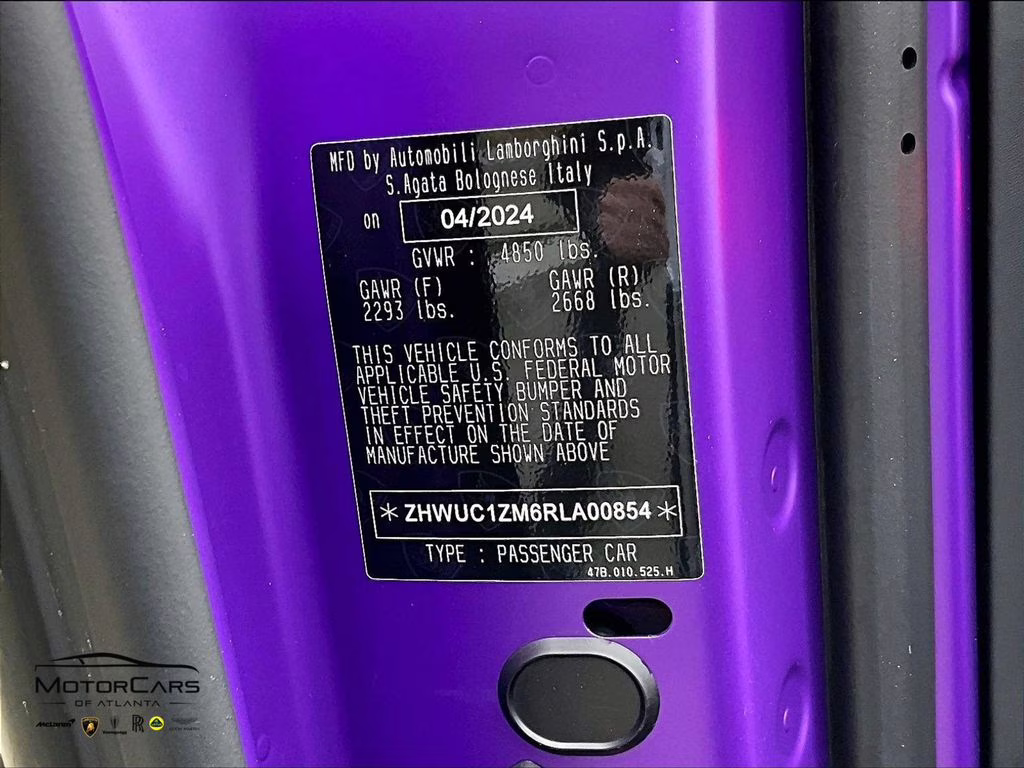 MFD by Automobili Lamborghini S.p.A.
S.Agata Bolognese Italy
on 04/2024
GVWR : 4850 lbs.
GAWR (F) GAWR (R)
2293 lbs. 2668 lbs.
THIS VEHICLE CONFORMS TO ALL
APPLICABLE U.S. FEDERAL MOTOR
VEHICLE SAFETY BUMPER AND
THEFT PREVENTION STANDARDS
IN EFFECT ON THE DATE OF
MANUFACTURE SHOWN ABOVE
*ZHWUC1ZM6RLA00854*
TYPE : PASSENGER CAR
47B.010.525.H
MOTORCARS
OF ATLANTA
McLaren